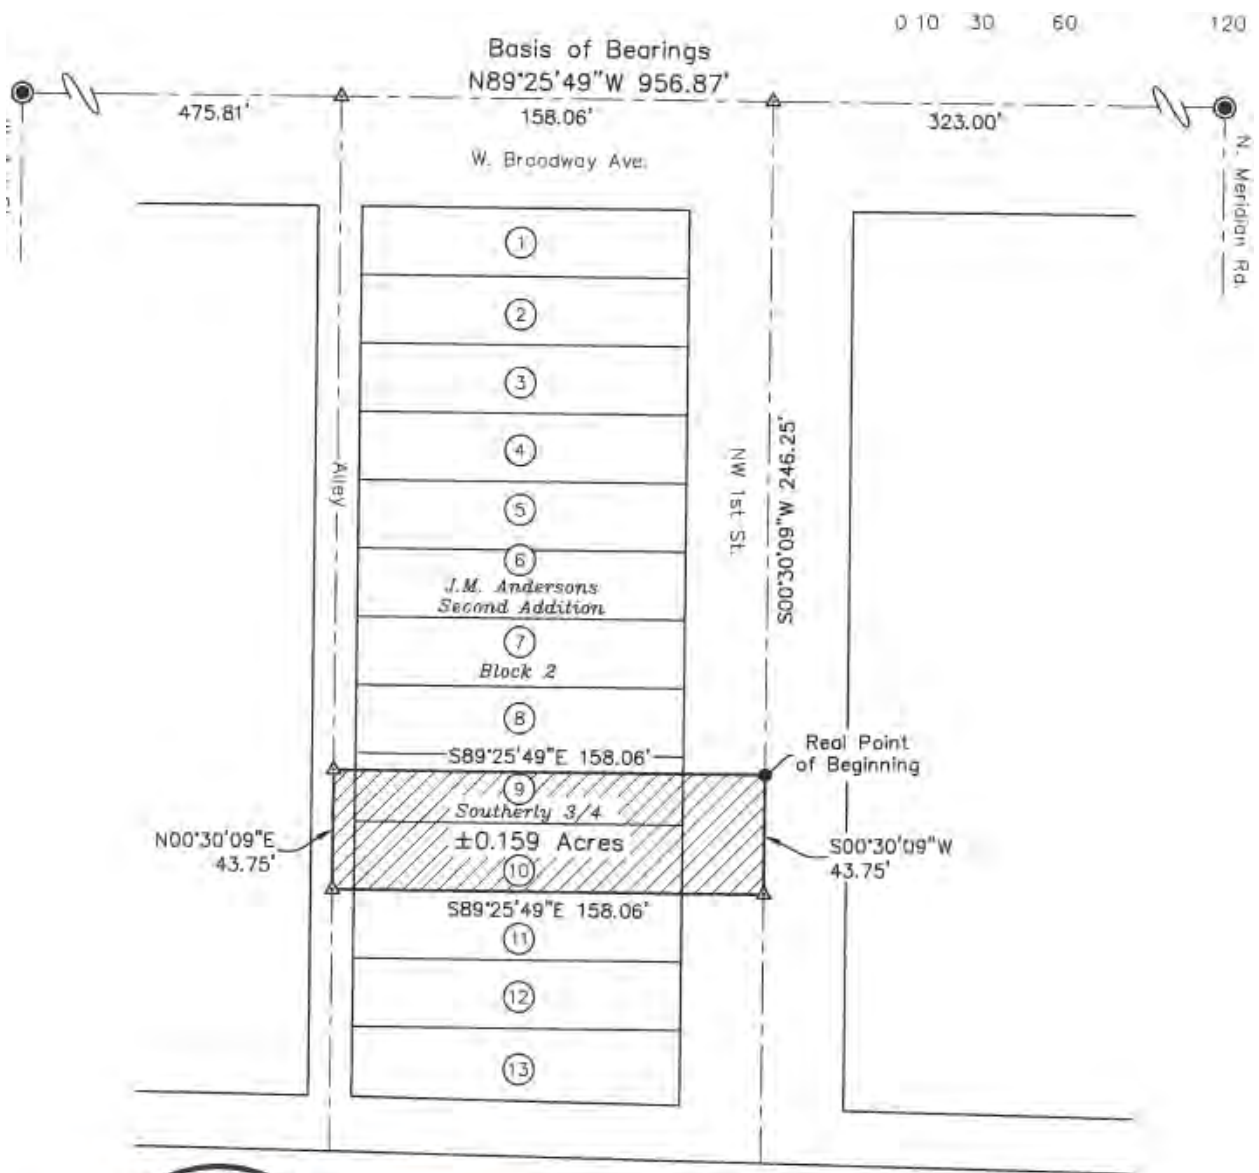 0 10 30 60 120
Basis of Bearings
N89°25'49"W 956.87'
475.81'
158.06'
323.00'
W. Broadway Ave.
N. Meridian Rd.
1
2
3
4
5
6
J.M. Andersons
Second Addition
7
Block 2
8
Alley
NW 1st St.
S00°30'09"W 246.25'
Real Point
of Beginning
S89°25'49"E 158.06'
9
Southerly 3/4
±0.159 Acres
10
N00°30'09"E
43.75'
S00°30'09"W
43.75'
S89°25'49"E 158.06'
11
12
13